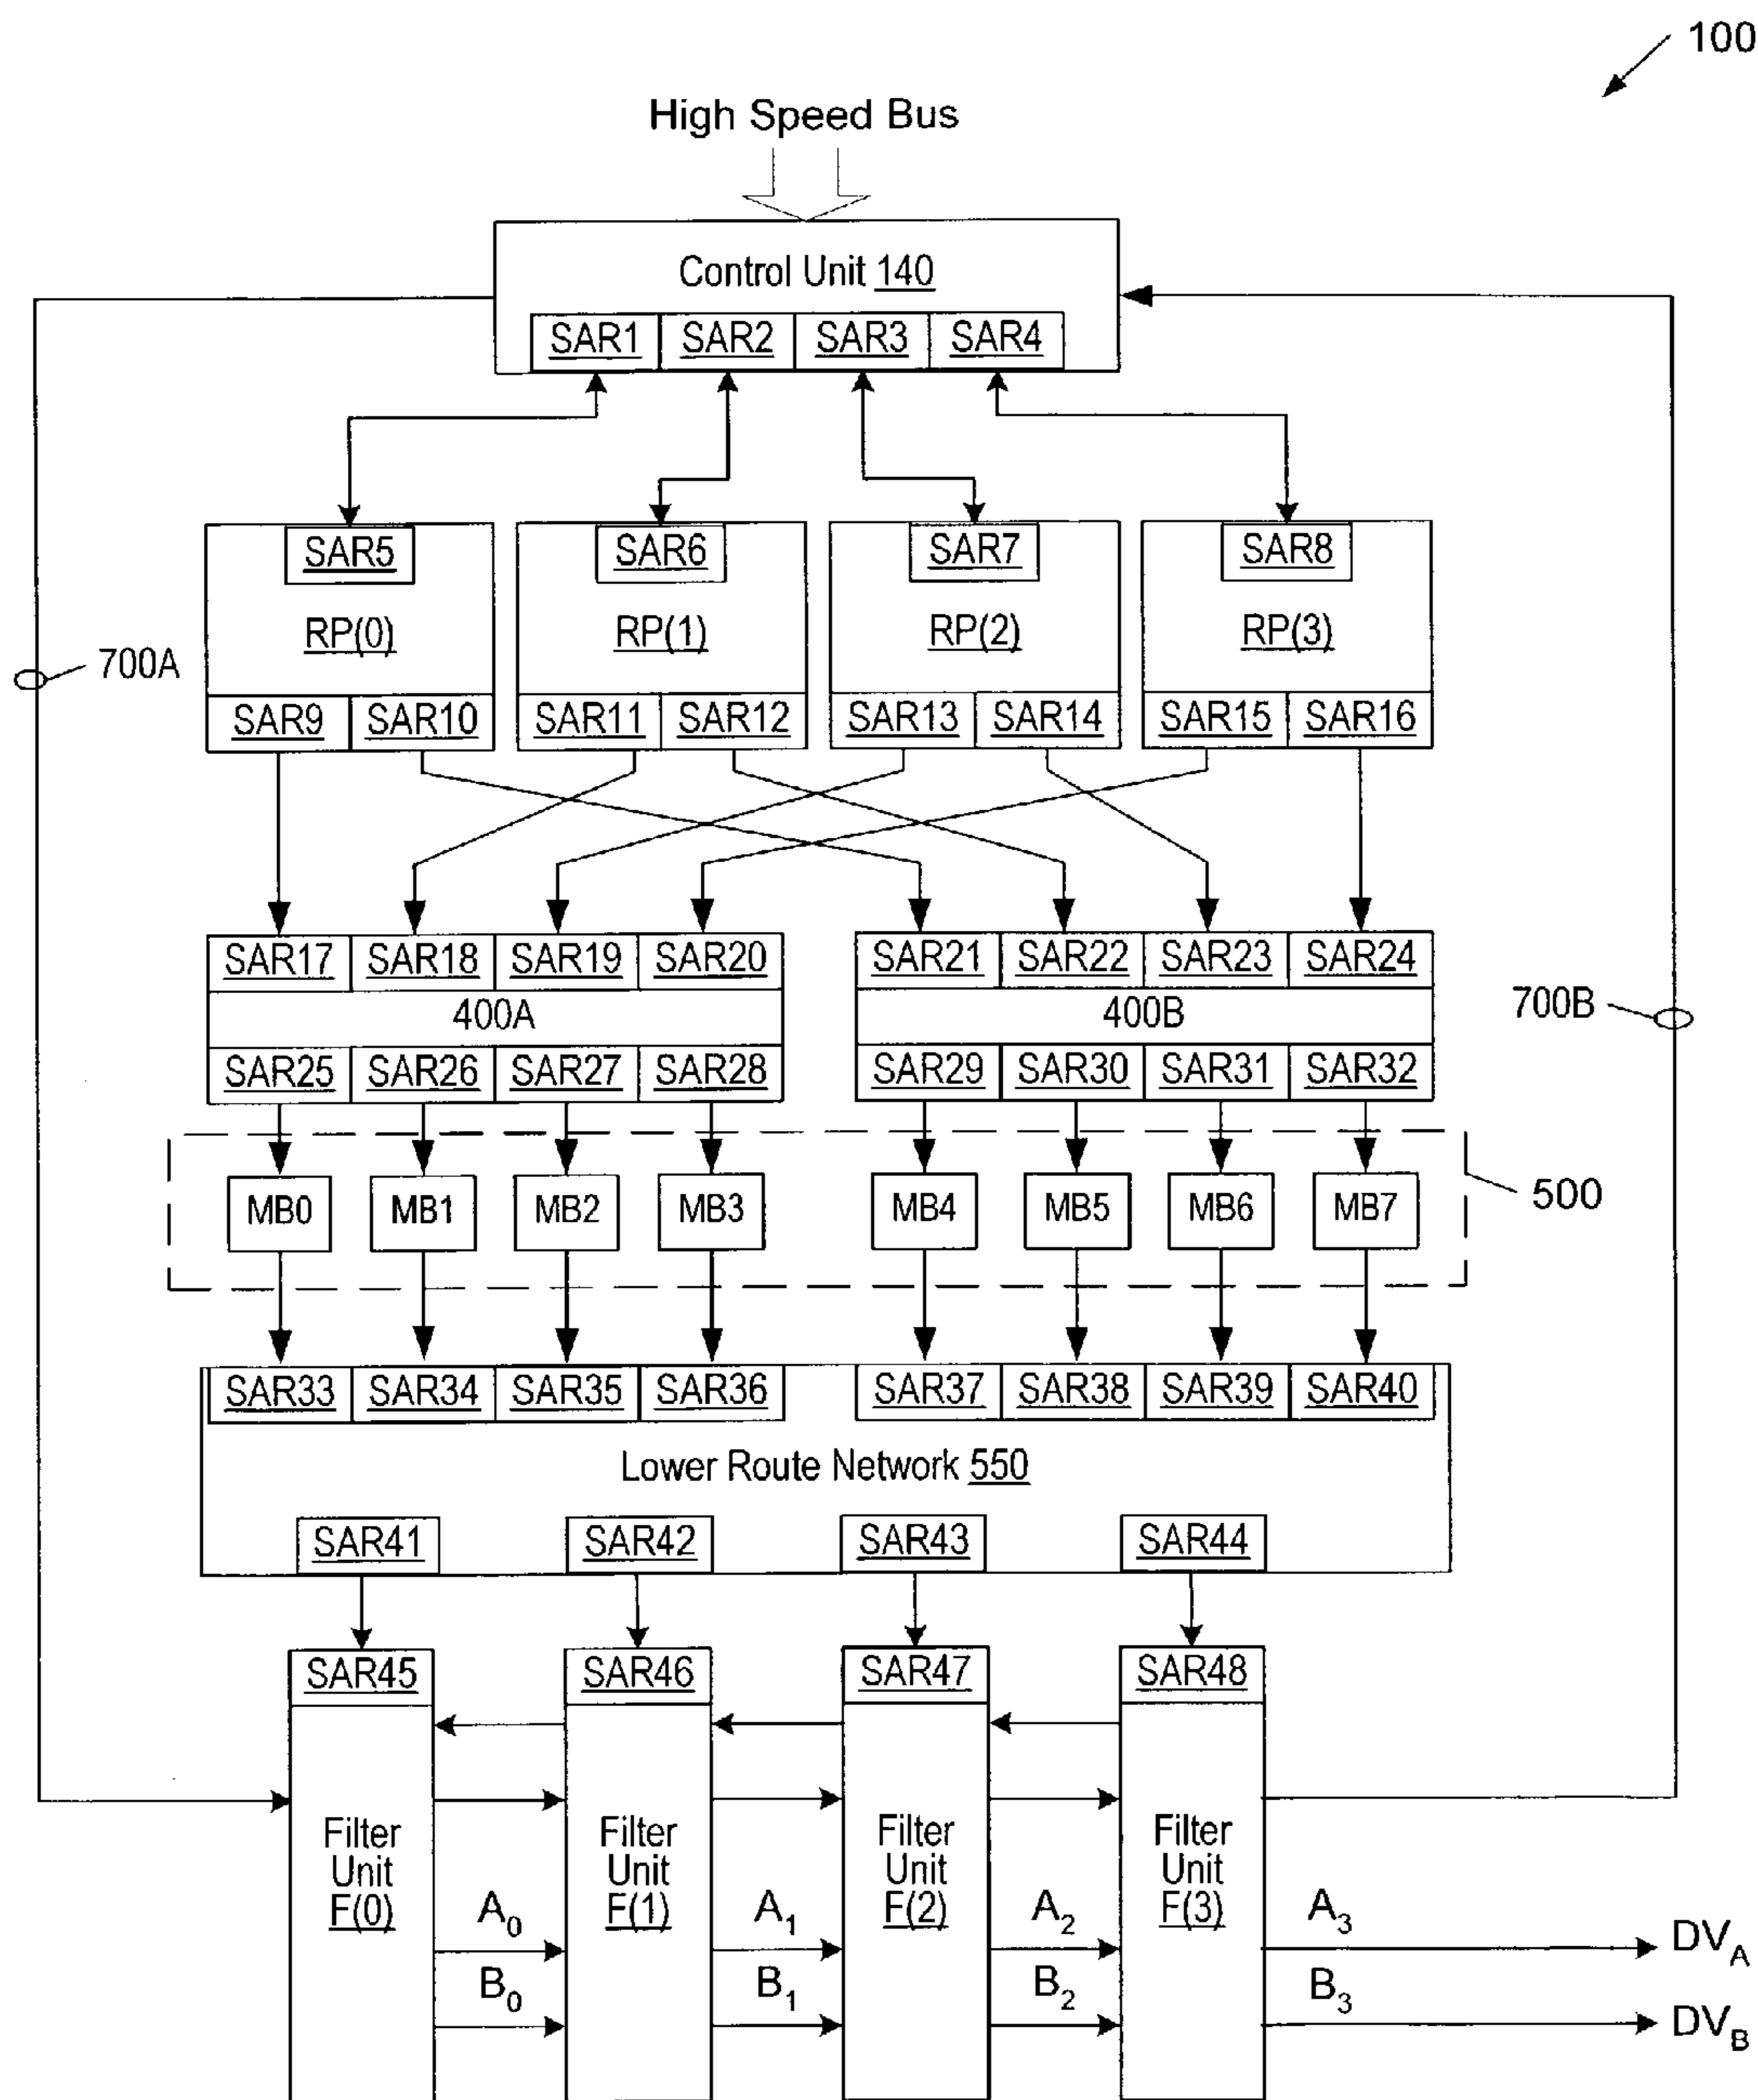 100
High Speed Bus
Control Unit 140
SAR1 SAR2 SAR3 SAR4
SAR5 SAR6 SAR7 SAR8
RP(0) RP(1) RP(2) RP(3)
700A
SAR9 SAR10 SAR11 SAR12 SAR13 SAR14 SAR15 SAR16
SAR17 SAR18 SAR19 SAR20 SAR21 SAR22 SAR23 SAR24
400A 400B
700B
SAR25 SAR26 SAR27 SAR28 SAR29 SAR30 SAR31 SAR32
MB0 MB1 MB2 MB3 MB4 MB5 MB6 MB7
500
SAR33 SAR34 SAR35 SAR36 SAR37 SAR38 SAR39 SAR40
Lower Route Network 550
SAR41 SAR42 SAR43 SAR44
SAR45 SAR46 SAR47 SAR48
Filter Filter Filter Filter
Unit Unit Unit Unit
F(0) F(1) F(2) F(3)
A0 A1 A2 A3
DVA
B0 B1 B2 B3
DVB